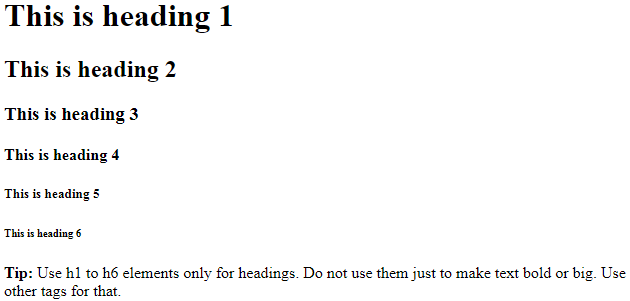 This is heading 1
This is heading 2
This is heading 3
This is heading 4
This is heading 5
This is heading 6
Tip: Use h1 to h6 elements only for headings. Do not use them just to make text bold or big. Use
other tags for that.